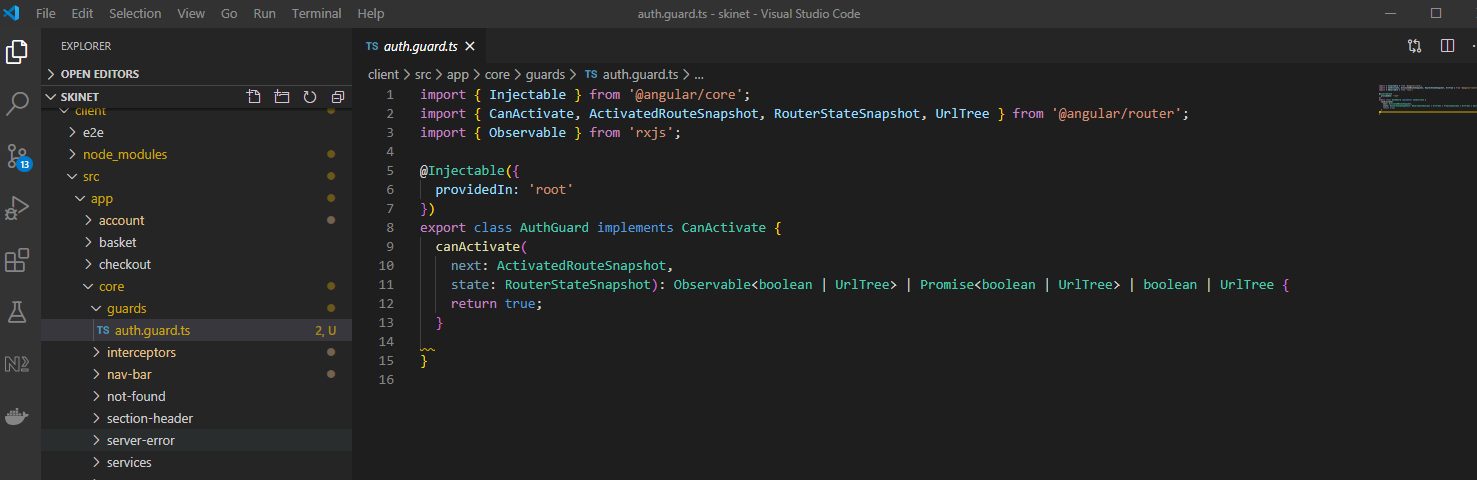 File Edit Selection View Go Run Terminal Help
auth.guard.ts - skinet - Visual Studio Code
EXPLORER
OPEN EDITORS
SKINET
client
e2e
node_modules
src
app
account
basket
checkout
core
guards
TS auth.guard.ts 2, U
interceptors
nav-bar
not-found
section-header
server-error
services
13
TS auth.guard.ts
client > src > app > core > guards > TS auth.guard.ts > ...
1 import { Injectable } from '@angular/core';
2 import { CanActivate, ActivatedRouteSnapshot, RouterStateSnapshot, UrlTree } from '@angular/router';
3 import { Observable } from 'rxjs';
4
5 @Injectable({
6 providedIn: 'root'
7 })
8 export class AuthGuard implements CanActivate {
9 canActivate(
10 next: ActivatedRouteSnapshot,
11 state: RouterStateSnapshot): Observable<boolean | UrlTree> | Promise<boolean | UrlTree> | boolean | UrlTree {
12 return true;
13 }
14
15 }
16